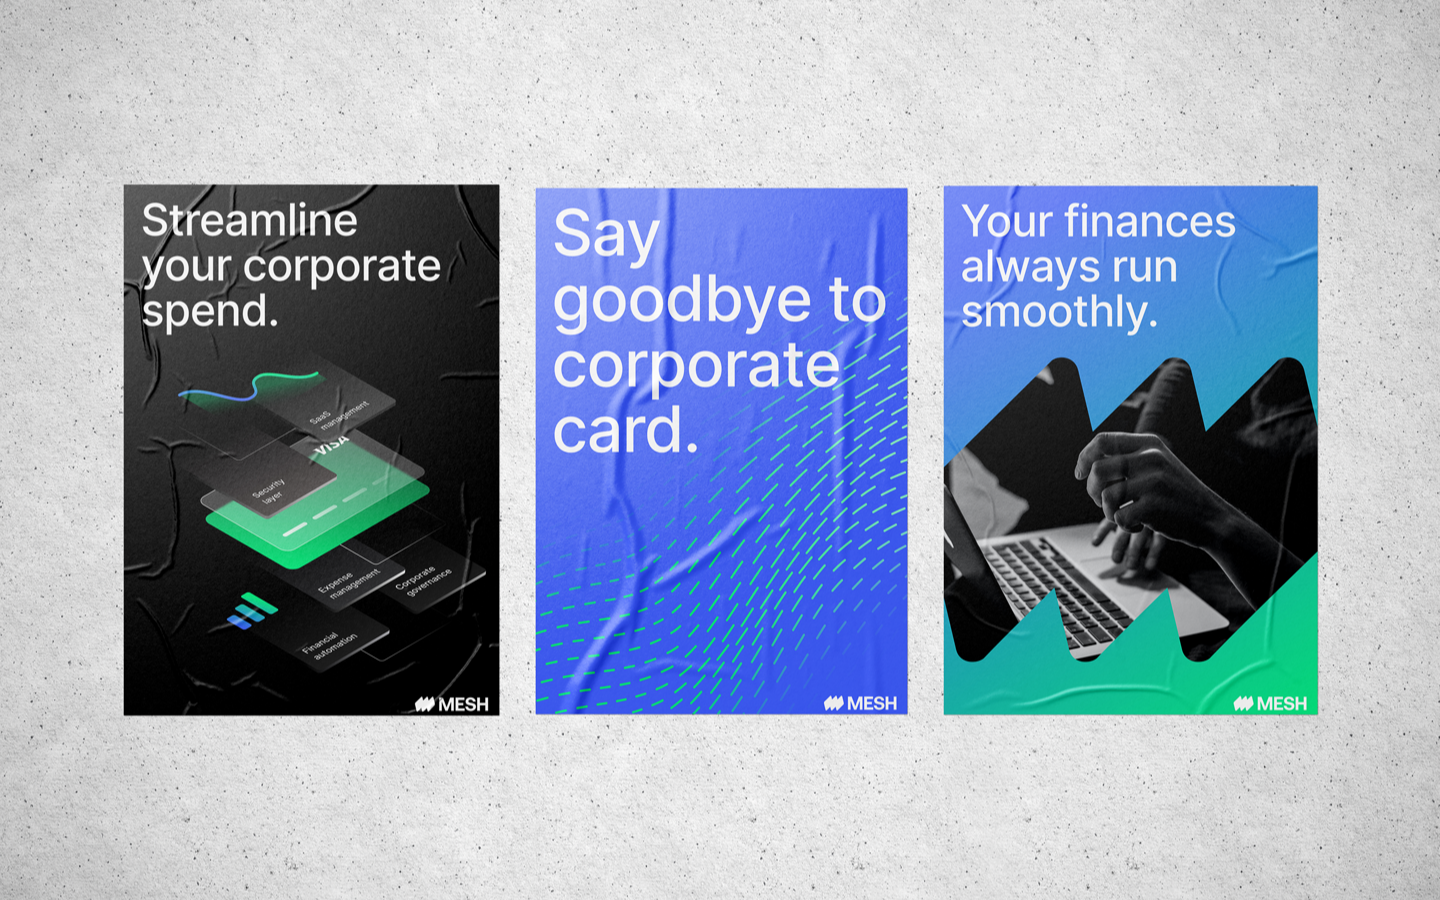 Streamline
your corporate
spend.
SaaS
management
VISA
Security
layer
Expense
management
Corporate
governance
Financial
automation
MESH
Say
goodbye to
corporate
card.
MESH
Your finances
always run
smoothly.
MESH